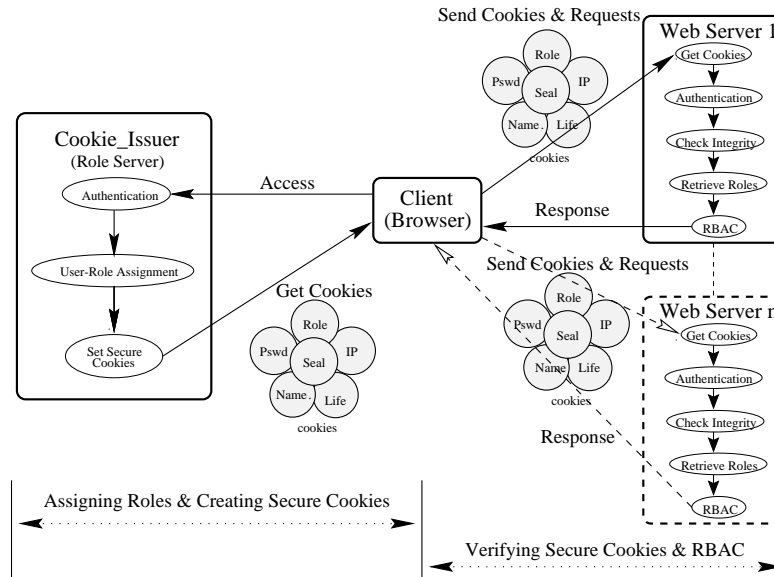 Send Cookies & Requests
Role
Pswd
IP
Seal
Name.
Life
cookies
Web Server 1
Get Cookies
Authentication
Check Integrity
Retrieve Roles
RBAC
Cookie_Issuer
(Role Server)
Authentication
User-Role Assignment
Set Secure
Cookies
Access
Client
(Browser)
Response
Get Cookies
Role
Pswd
IP
Seal
Name.
Life
cookies
Send Cookies & Requests
Role
Pswd
IP
Seal
Name
Life
cookies
Response
Web Server n
Get Cookies
Authentication
Check Integrity
Retrieve Roles
RBAC
Assigning Roles & Creating Secure Cookies
Verifying Secure Cookies & RBAC